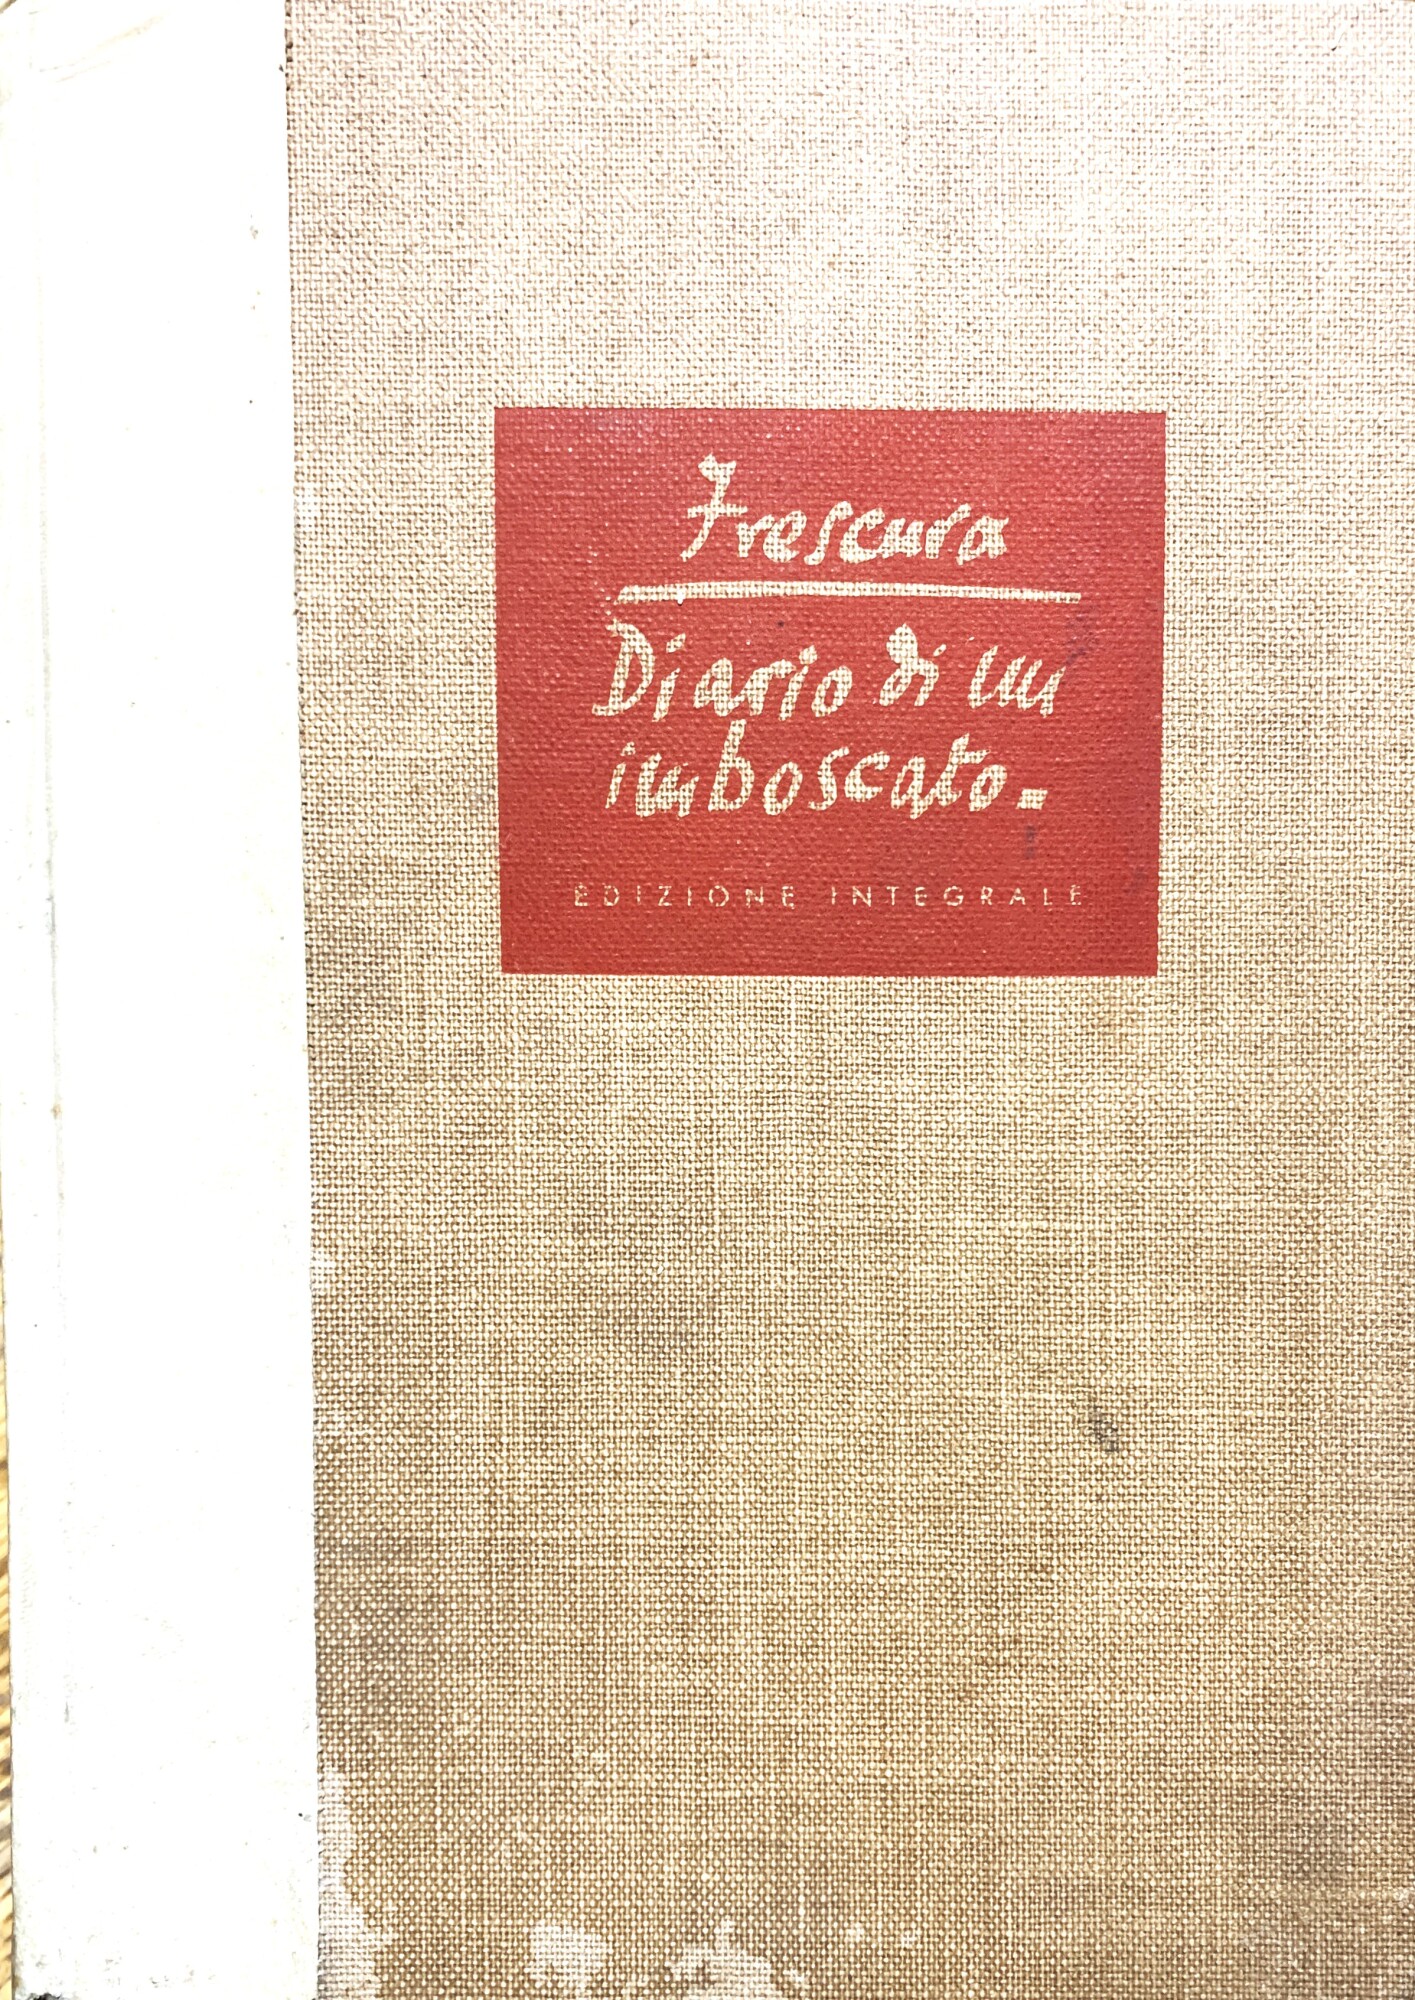 Frescura
Diario di un
imboscato.
EDIZIONE INTEGRALE